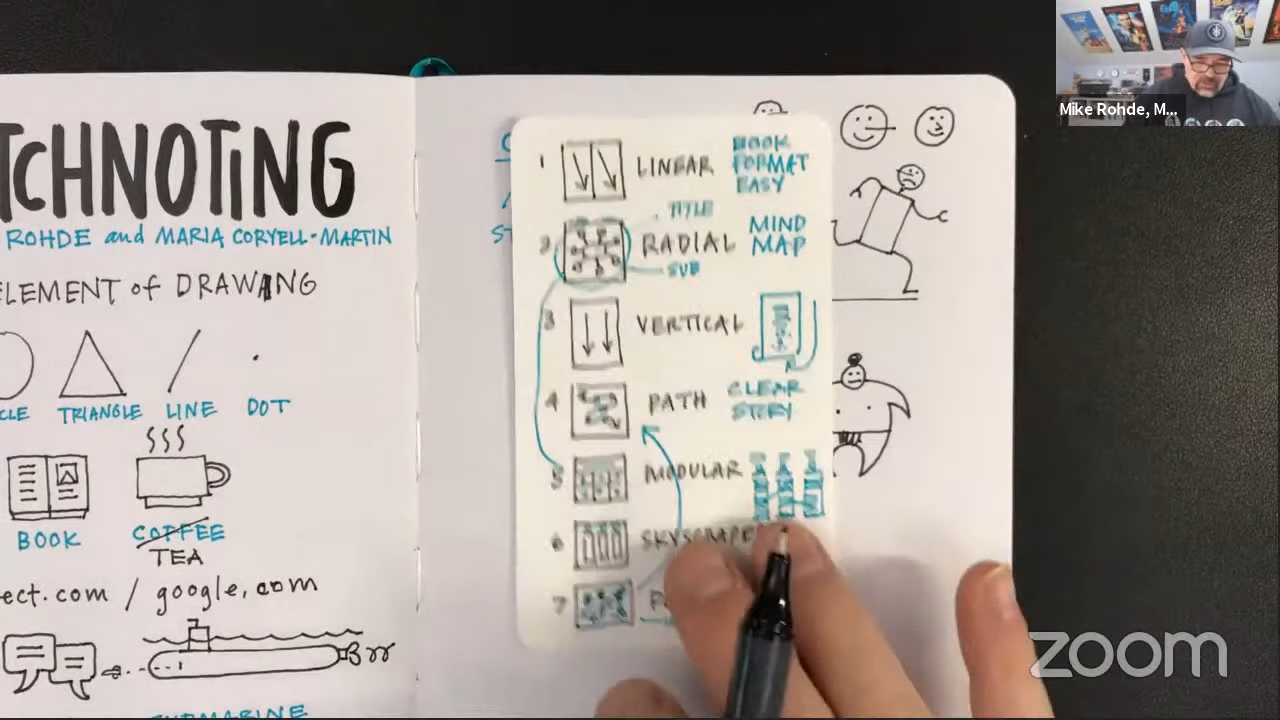 TCHNOTING
ROHDE and MARIA CORYELL-MARTIN
ELEMENT of DRAWING
CLE TRIANGLE LINE DOT
BOOK COFFEE
TEA
ect.com / google.com
SUBMARINE
1 LINEAR BOOK FORMAT EASY
TITLE
2 RADIAL MIND MAP
SUB
3 VERTICAL
4 PATH CLEAR STORY
5 MODULAR
6 SKYSCRAPE
7 P
Mike Rohde, M...
zoom